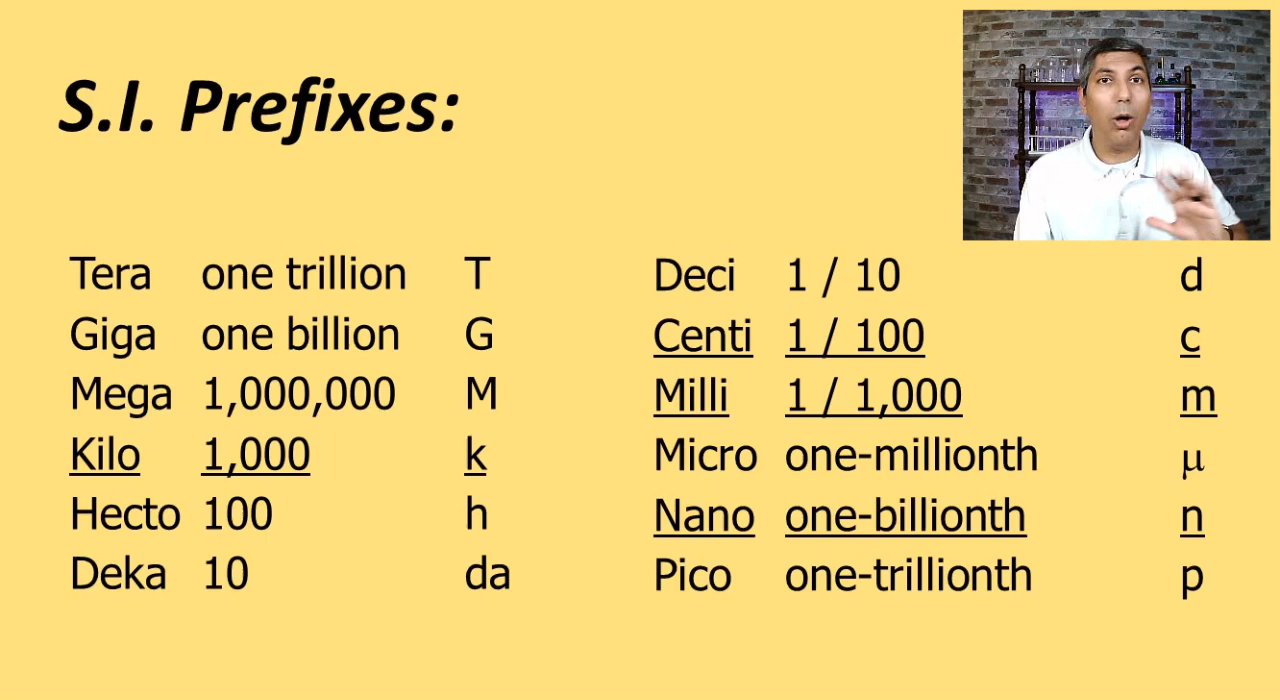 S.I. Prefixes:
Tera one trillion T
Giga one billion G
Mega 1,000,000 M
Kilo 1,000 k
Hecto 100 h
Deka 10 da
Deci 1 / 10 d
Centi 1 / 100 c
Milli 1 / 1,000 m
Micro one-millionth μ
Nano one-billionth n
Pico one-trillionth p